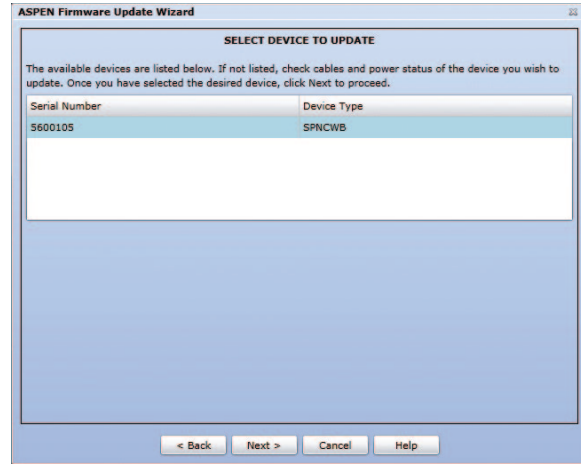 ASPEN Firmware Update Wizard
SELECT DEVICE TO UPDATE
The available devices are listed below. If not listed, check cables and power status of the device you wish to
update. Once you have selected the desired device, click Next to proceed.
Serial Number Device Type
5600105 SPNCWB
< Back Next > Cancel Help